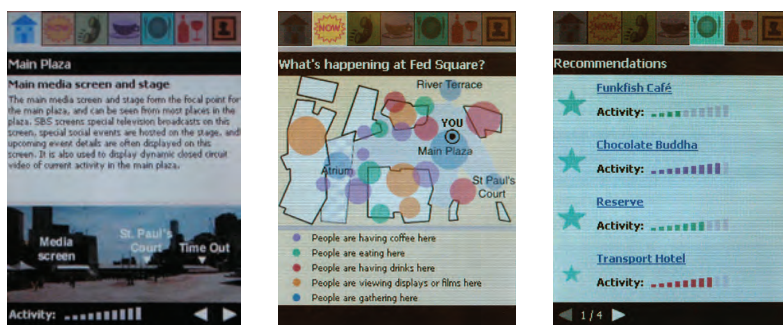 NOW
Main Plaza
Main media screen and stage
The main media screen and stage form the focal point for
the main plaza, and can be seen from most places in the
plaza. SBS screens special television broadcasts on this
screen, special social events are hosted on the stage, and
upcoming event details are often displayed on this
screen. It is also used to display dynamic closed circuit
video of current activity in the main plaza.
Media
screen
St. Paul's
Court
Time Out
Activity:
NOW
What's happening at Fed Square?
River Terrace
YOU
Main Plaza
Atrium
St Paul's
Court
People are having coffee here
People are eating here
People are having drinks here
People are viewing displays or films here
People are gathering here
NOW
Recommendations
Funkfish Café
Activity:
Chocolate Buddha
Activity:
Reserve
Activity:
Transport Hotel
Activity:
1/4